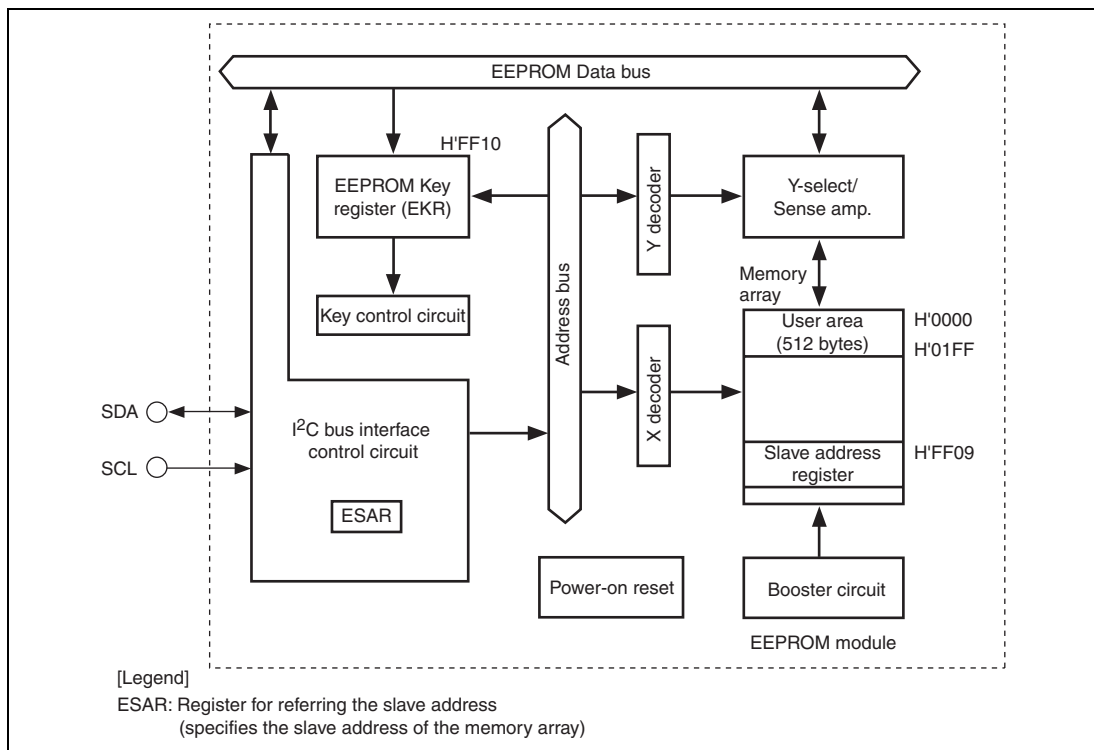 EEPROM Data bus
H'FF10
EEPROM Key
register (EKR)
Key control circuit
Address bus
Y decoder
Y-select/
Sense amp.
Memory
array
User area
(512 bytes)
H'0000
H'01FF
X decoder
Slave address
register
H'FF09
SDA
SCL
I²C bus interface
control circuit
ESAR
Power-on reset
Booster circuit
EEPROM module
[Legend]
ESAR: Register for referring the slave address
(specifies the slave address of the memory array)